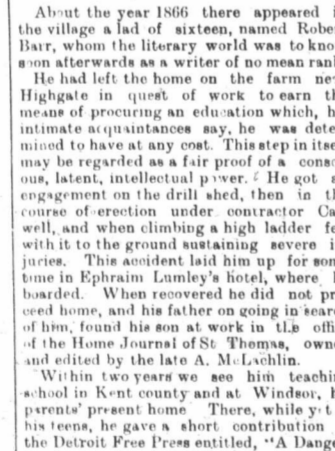 About the year 1866 there appeared i
the village a lad of sixteen, named Robe
Barr, whom the literary world was to kno
soon afterwards as a writer of no mean ran
He had left the home on the farm ne
Highgate in quest of work to earn th
means of procuring an education which, h
intimate acquaintances say, he was dete
mined to have at any cost. This step in itse
may be regarded as a fair proof of a consc
ous, latent, intellectual power. He got a
engagement on the drill shed, then in th
course of erection under contractor Ca
well, and when climbing a high ladder fe
with it to the ground sustaining severe i
juries. This accident laid him up for som
time in Ephraim Lumley's hotel, where h
boarded. When recovered he did not pr
ceed home, and his father on going in sear
of him, found his son at work in the offi
of the Home Journal of St Thomas, owne
and edited by the late A. McLachlin.
Within two years we see him teachin
school in Kent county and at Windsor, h
parents' present home There, while yet
his teens, he gave a short contribution
the Detroit Free Press entitled, "A Dange